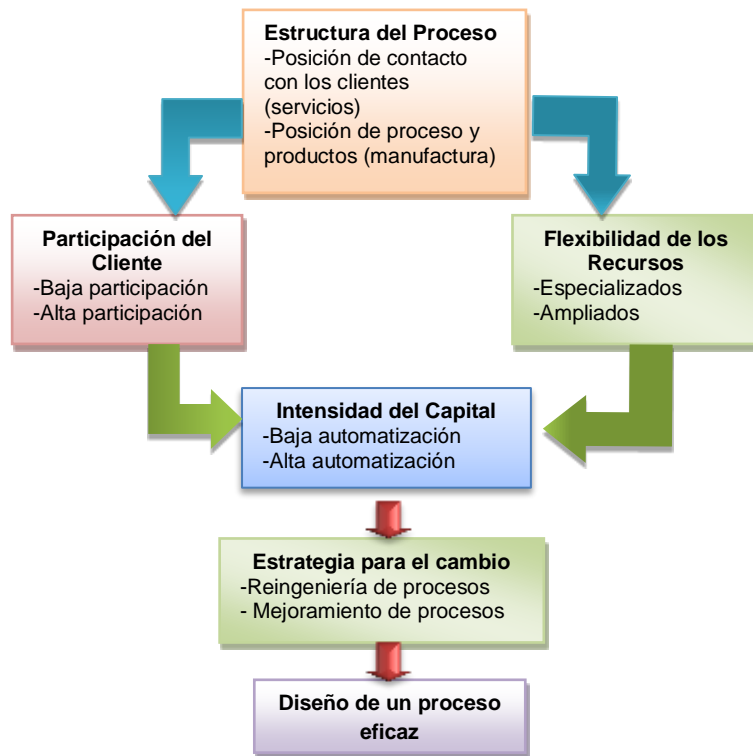 Estructura del Proceso
-Posición de contacto
con los clientes
(servicios)
-Posición de proceso y
productos (manufactura)
Participación del
Cliente
-Baja participación
-Alta participación
Flexibilidad de los
Recursos
-Especializados
-Ampliados
Intensidad del Capital
-Baja automatización
-Alta automatización
Estrategia para el cambio
-Reingeniería de procesos
- Mejoramiento de procesos
Diseño de un proceso
eficaz